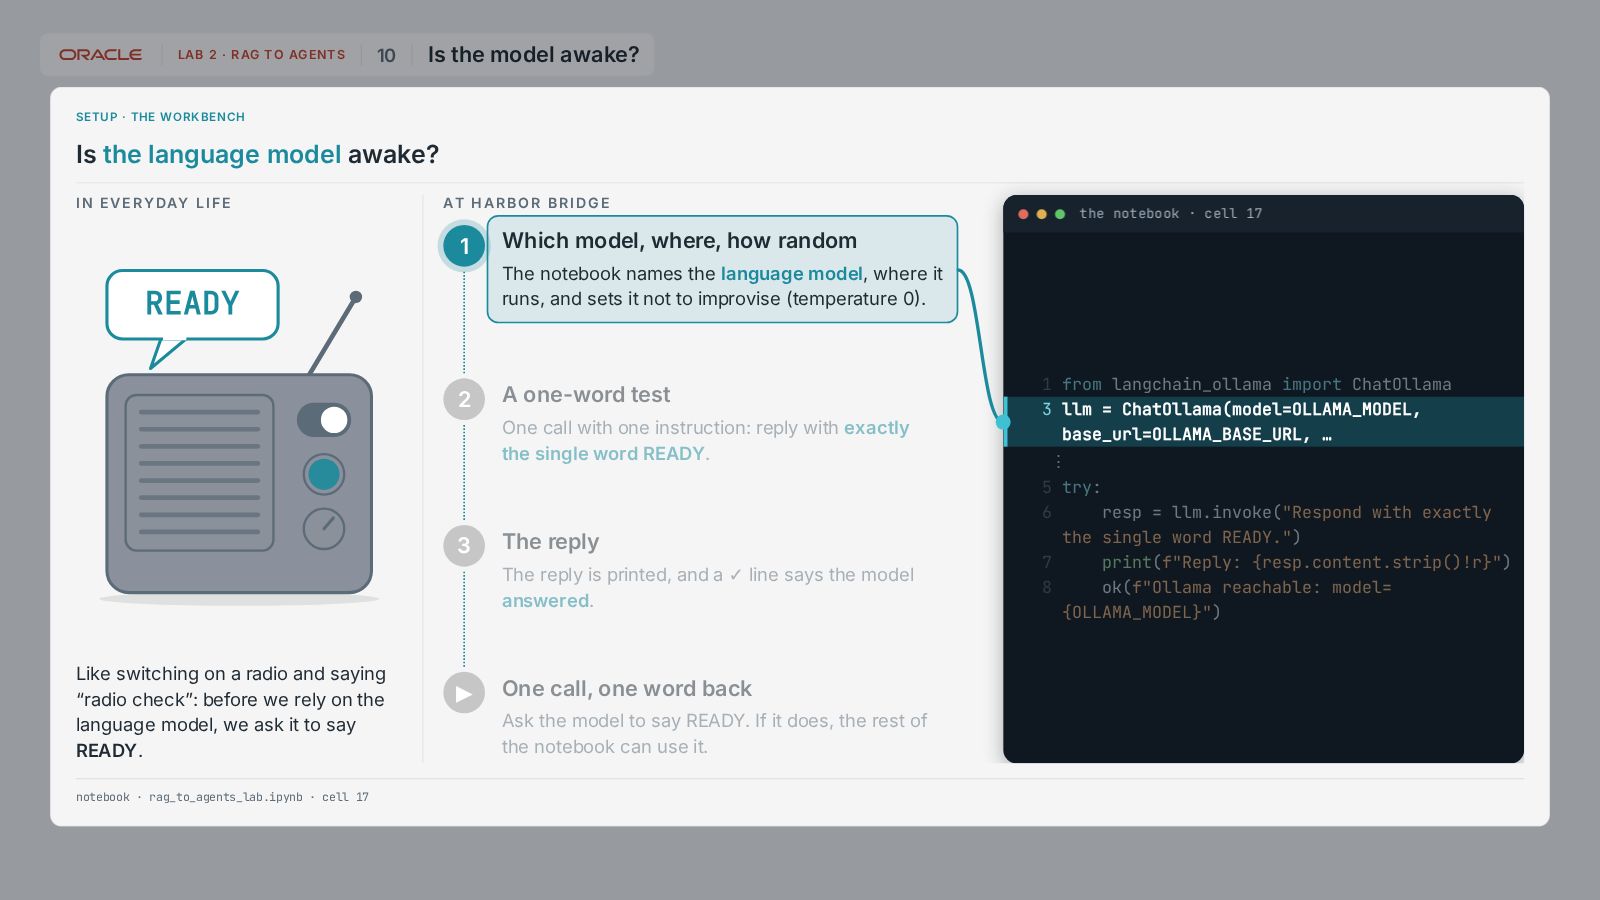 ORACLE
LAB 2 · RAG TO AGENTS
10
Is the model awake?
SETUP · THE WORKBENCH
Is the language model awake?
IN EVERYDAY LIFE
READY
Like switching on a radio and saying
“radio check”: before we rely on the
language model, we ask it to say
READY.
AT HARBOR BRIDGE
1
Which model, where, how random
The notebook names the language model, where it
runs, and sets it not to improvise (temperature 0).
2
A one-word test
One call with one instruction: reply with exactly
the single word READY.
3
The reply
The reply is printed, and a ✓ line says the model
answered.
▶
One call, one word back
Ask the model to say READY. If it does, the rest of
the notebook can use it.
the notebook · cell 17
1 from langchain_ollama import ChatOllama
3 llm = ChatOllama(model=OLLAMA_MODEL,
base_url=OLLAMA_BASE_URL, …
⋮
5 try:
6 resp = llm.invoke("Respond with exactly
the single word READY.")
7 print(f"Reply: {resp.content.strip()!r}")
8 ok(f"Ollama reachable: model=
{OLLAMA_MODEL}")
notebook · rag_to_agents_lab.ipynb · cell 17